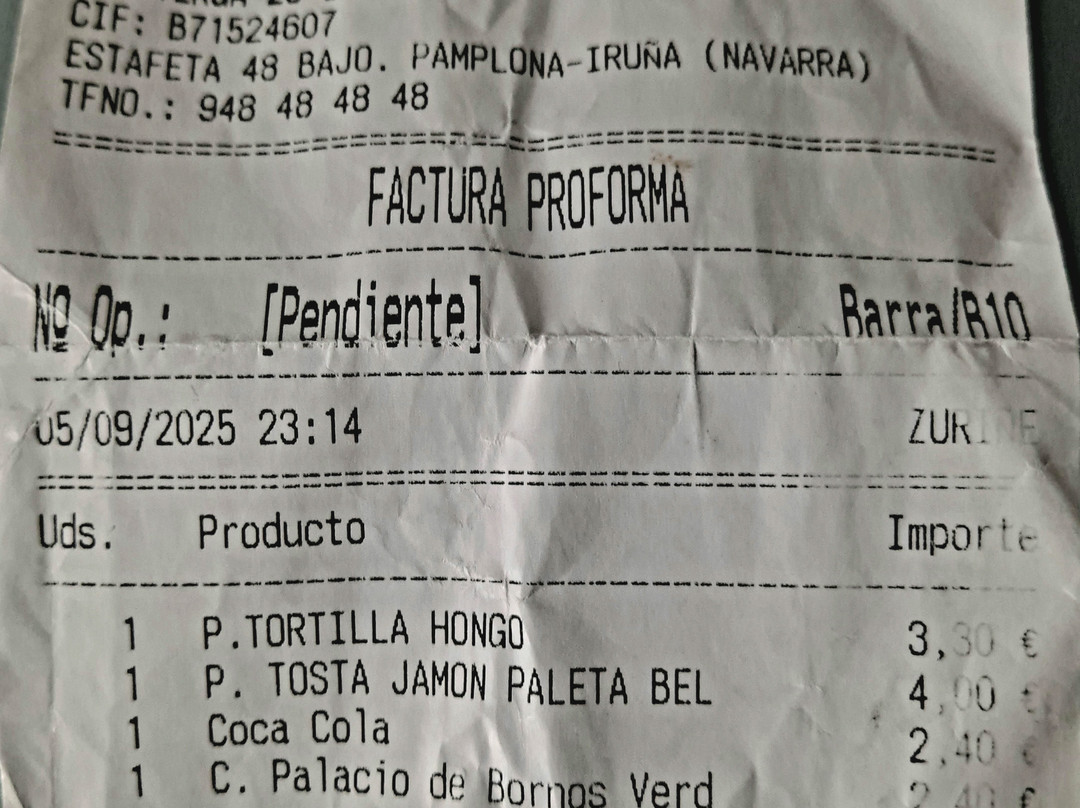 CIF: B71524607
ESTAFETA 48 BAJO. PAMPLONA-IRUÑA (NAVARRA)
TFNO.: 948 48 48 48
FACTURA PROFORMA
Nº Op.: [Pendiente] Barra/B10
05/09/2025 23:14
Uds. Producto Importe
1 P.TORTILLA HONGO 3,30 €
1 P. TOSTA JAMON PALETA BEL 4,00 €
1 Coca Cola 2,40 €
1 C. Palacio de Bornos Verd 2,40 €